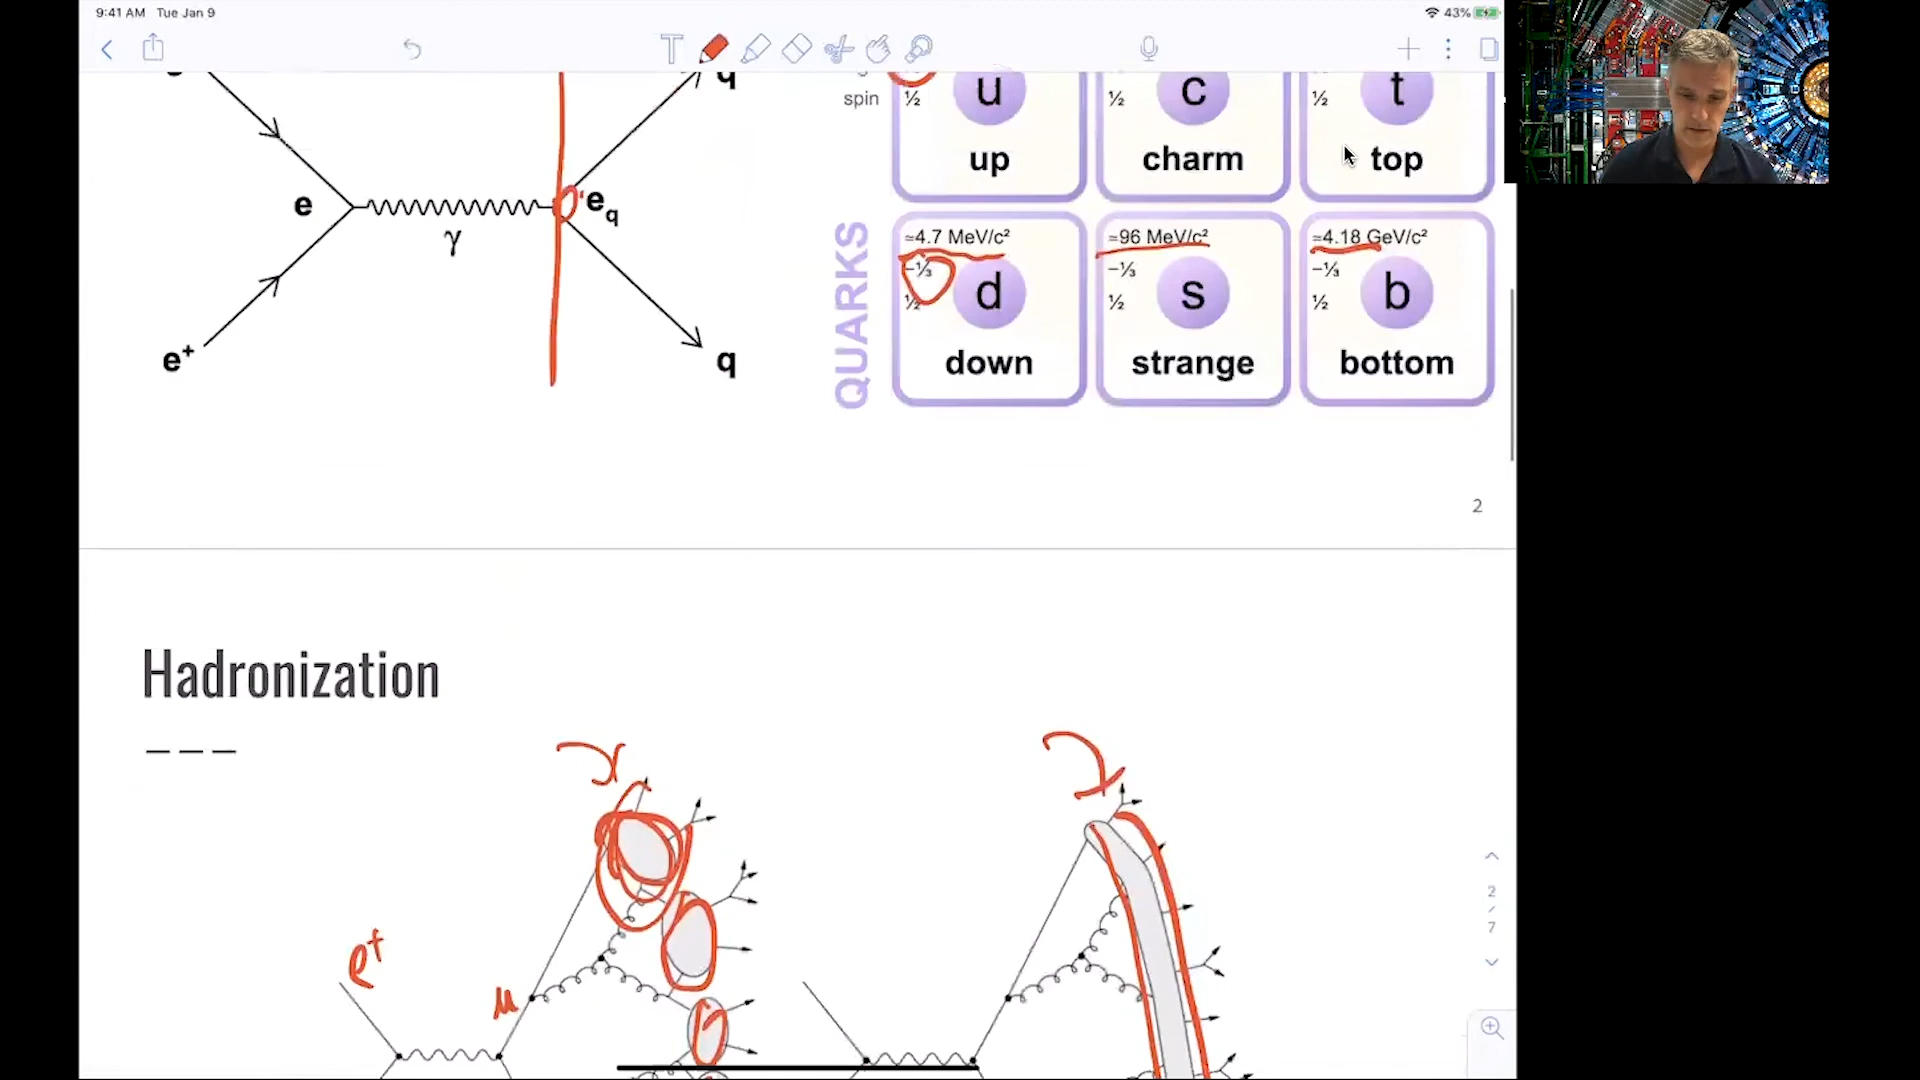 9:41 AM Tue Jan 9
43%
T
e
γ
e_q
e⁺
q
q
spin
½
u
up
½
c
charm
½
t
top
QUARKS
≃4.7 MeV/c²
−⅓
½
d
down
≃96 MeV/c²
−⅓
½
s
strange
≃4.18 GeV/c²
−⅓
½
b
bottom
2
Hadronization
e+
μ
2
/
7